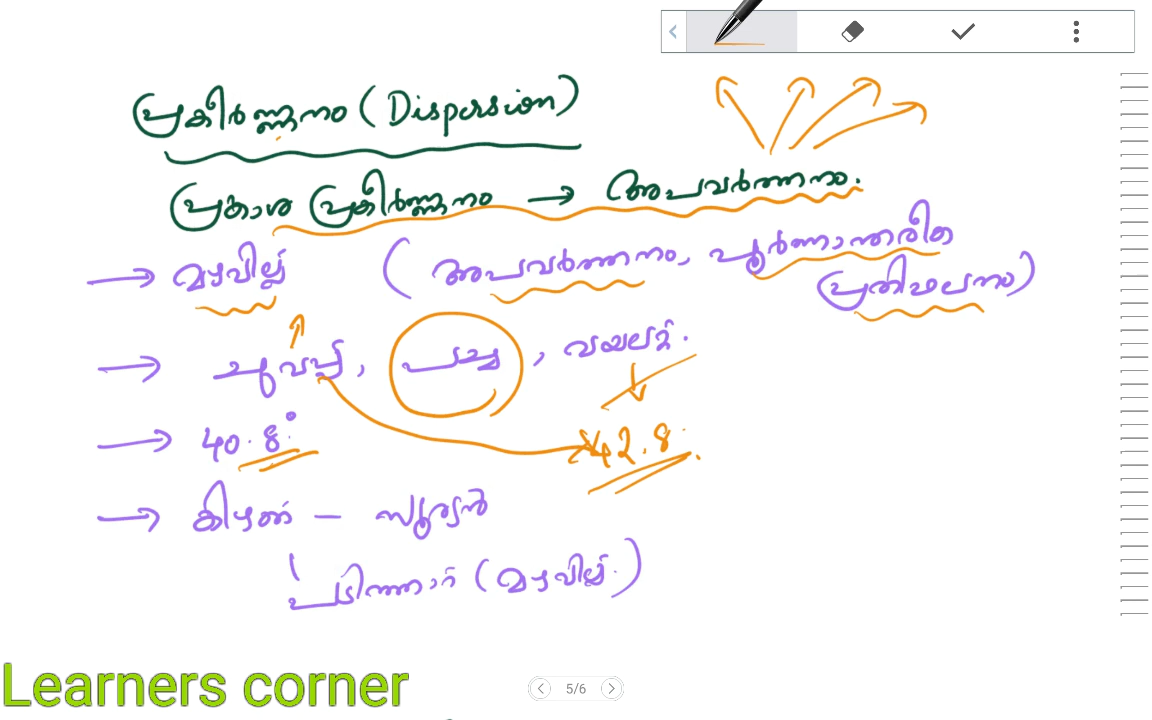 പ്രകീർണ്ണനം (Dispersion)
പ്രകാശ പ്രകീർണ്ണനം → അപവർത്തനം.
→ മഴവില്ല് (അപവർത്തനം, പൂർണാന്തരീക
പ്രതിഫലനം)
→ ചുവപ്പ്, പച്ച, വയലറ്റ്.
→ 40.8° 42.8.
→ കിഴക്ക് - സൂര്യൻ
പടിഞ്ഞാറ് (മഴവില്ല്.)
Learners corner
5/6